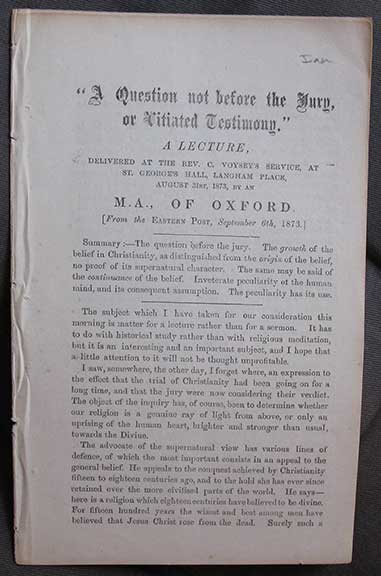 "A Question not before the Jury,
or Vitiated Testimony."
A LECTURE,
DELIVERED AT THE REV. C. VOYSEY'S SERVICE, AT
ST. GEORGE'S HALL, LANGHAM PLACE,
AUGUST 31ST, 1873, BY AN
M.A., OF OXFORD.
[From the EASTERN POST, September 6th, 1873.]
Summary:—The question before the jury. The growth of the
belief in Christianity, as distinguished from the origin of the belief,
no proof of its supernatural character. The same may be said of
the continuance of the belief. Inveterate peculiarity of the human
mind, and its consequent assumption. The peculiarity has its use.
The subject which I have taken for our consideration this
morning is matter for a lecture rather than for a sermon. It has
to do with historical study rather than with religious meditation,
but it is an interesting and an important subject, and I hope that
a little attention to it will not be thought unprofitable.
I saw, somewhere, the other day, I forget where, an expression to
the effect that the trial of Christianity had been going on for a
long time, and that the jury were now considering their verdict.
The object of the inquiry has, of course, been to determine whether
our religion is a genuine ray of light from above, or only an
uprising of the human heart, brighter and stronger than usual,
towards the Divine.
The advocate of the supernatural view has various lines of
defence, of which the most important consists in an appeal to the
general belief. He appeals to the conquest achieved by Christianity
fifteen to eighteen centuries ago, and to the hold she has ever since
retained over the more civilised parts of the world. He says—
here is a religion which eighteen centuries have believed to be divine.
For fifteen hundred years the wisest and best among men have
believed that Jesus Christ rose from the dead. Surely such a